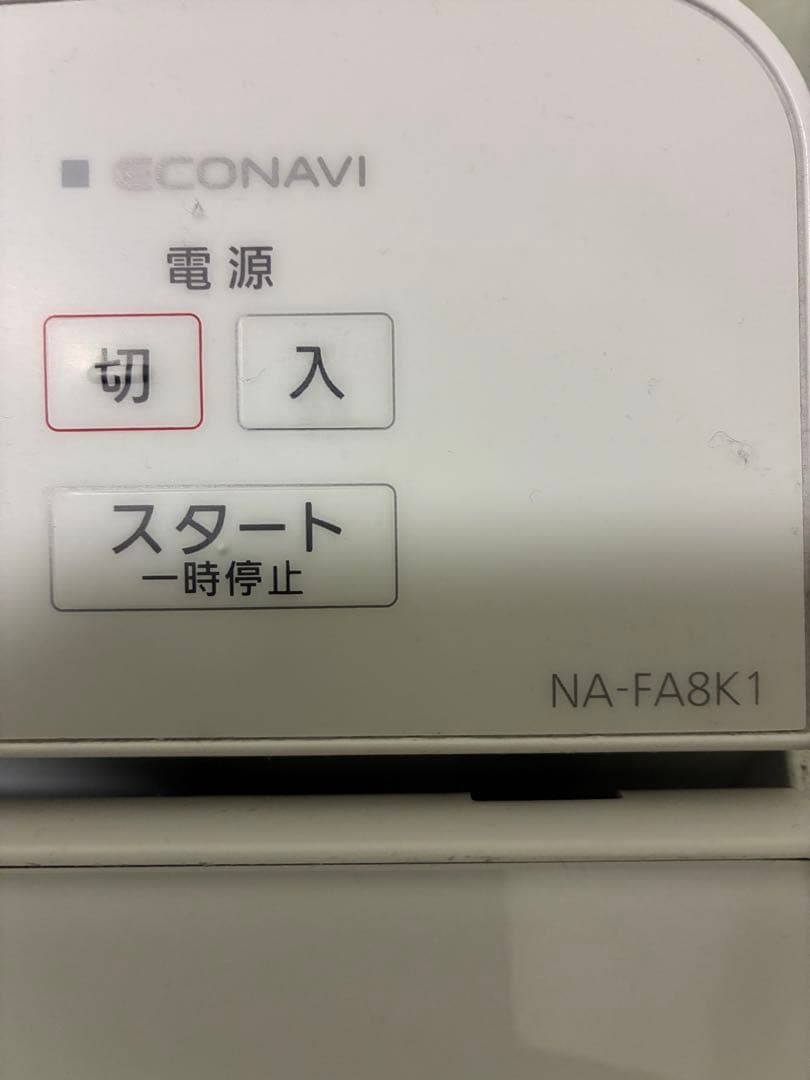 ECONAVI
電源
切 入
スタート
一時停止
NA-FA8K1